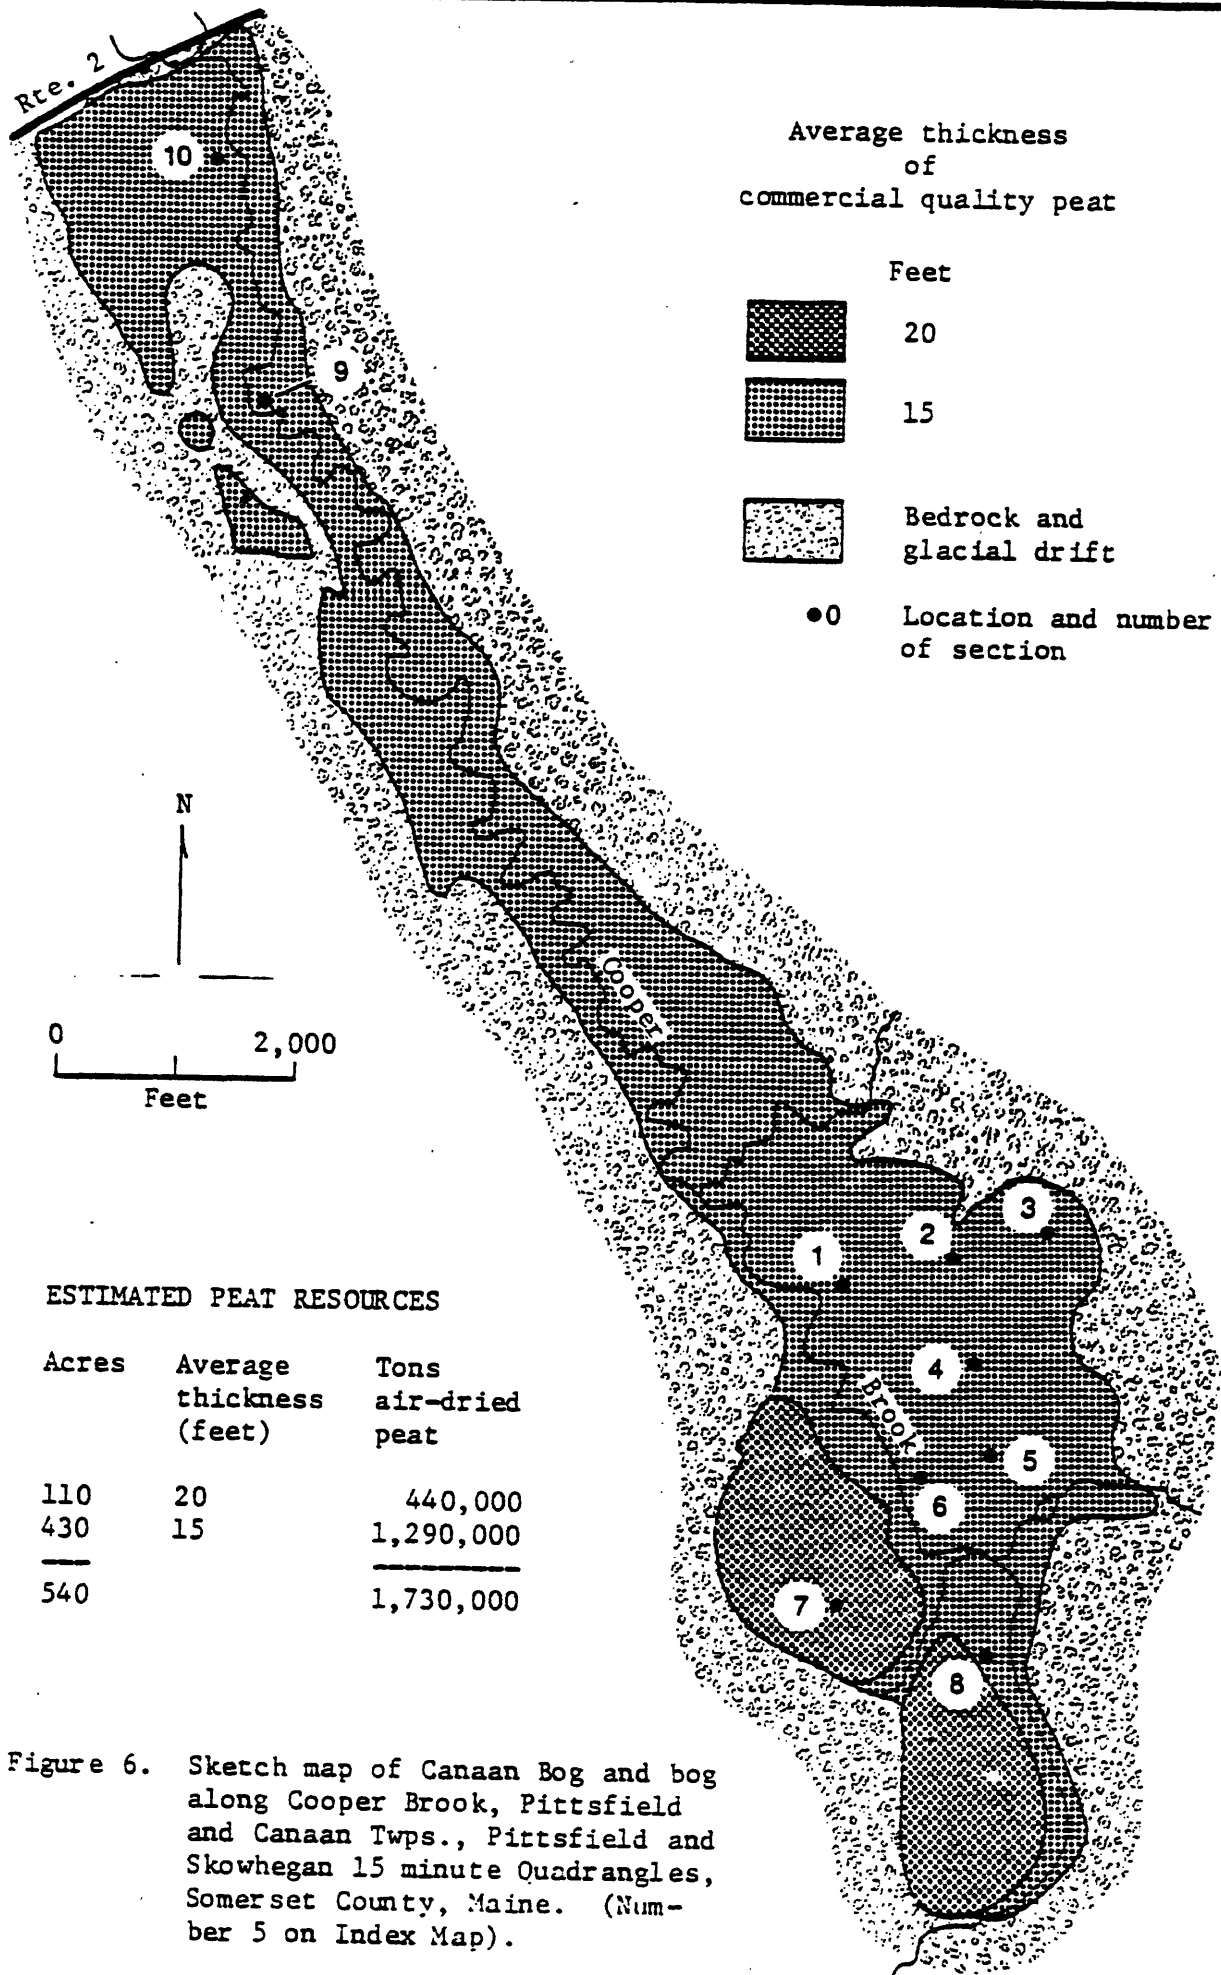 Rte. 2
10
9
Average thickness
of
commercial quality peat
Feet
20
15
Bedrock and
glacial drift
●0 Location and number
of section
N
0 2,000
Feet
Cooper
Brook
1
2
3
4
5
6
7
8
ESTIMATED PEAT RESOURCES
Acres Average Tons
thickness air-dried
(feet) peat
110 20 440,000
430 15 1,290,000
540 1,730,000
Figure 6. Sketch map of Canaan Bog and bog
along Cooper Brook, Pittsfield
and Canaan Twps., Pittsfield and
Skowhegan 15 minute Quadrangles,
Somerset County, Maine. (Num-
ber 5 on Index Map).